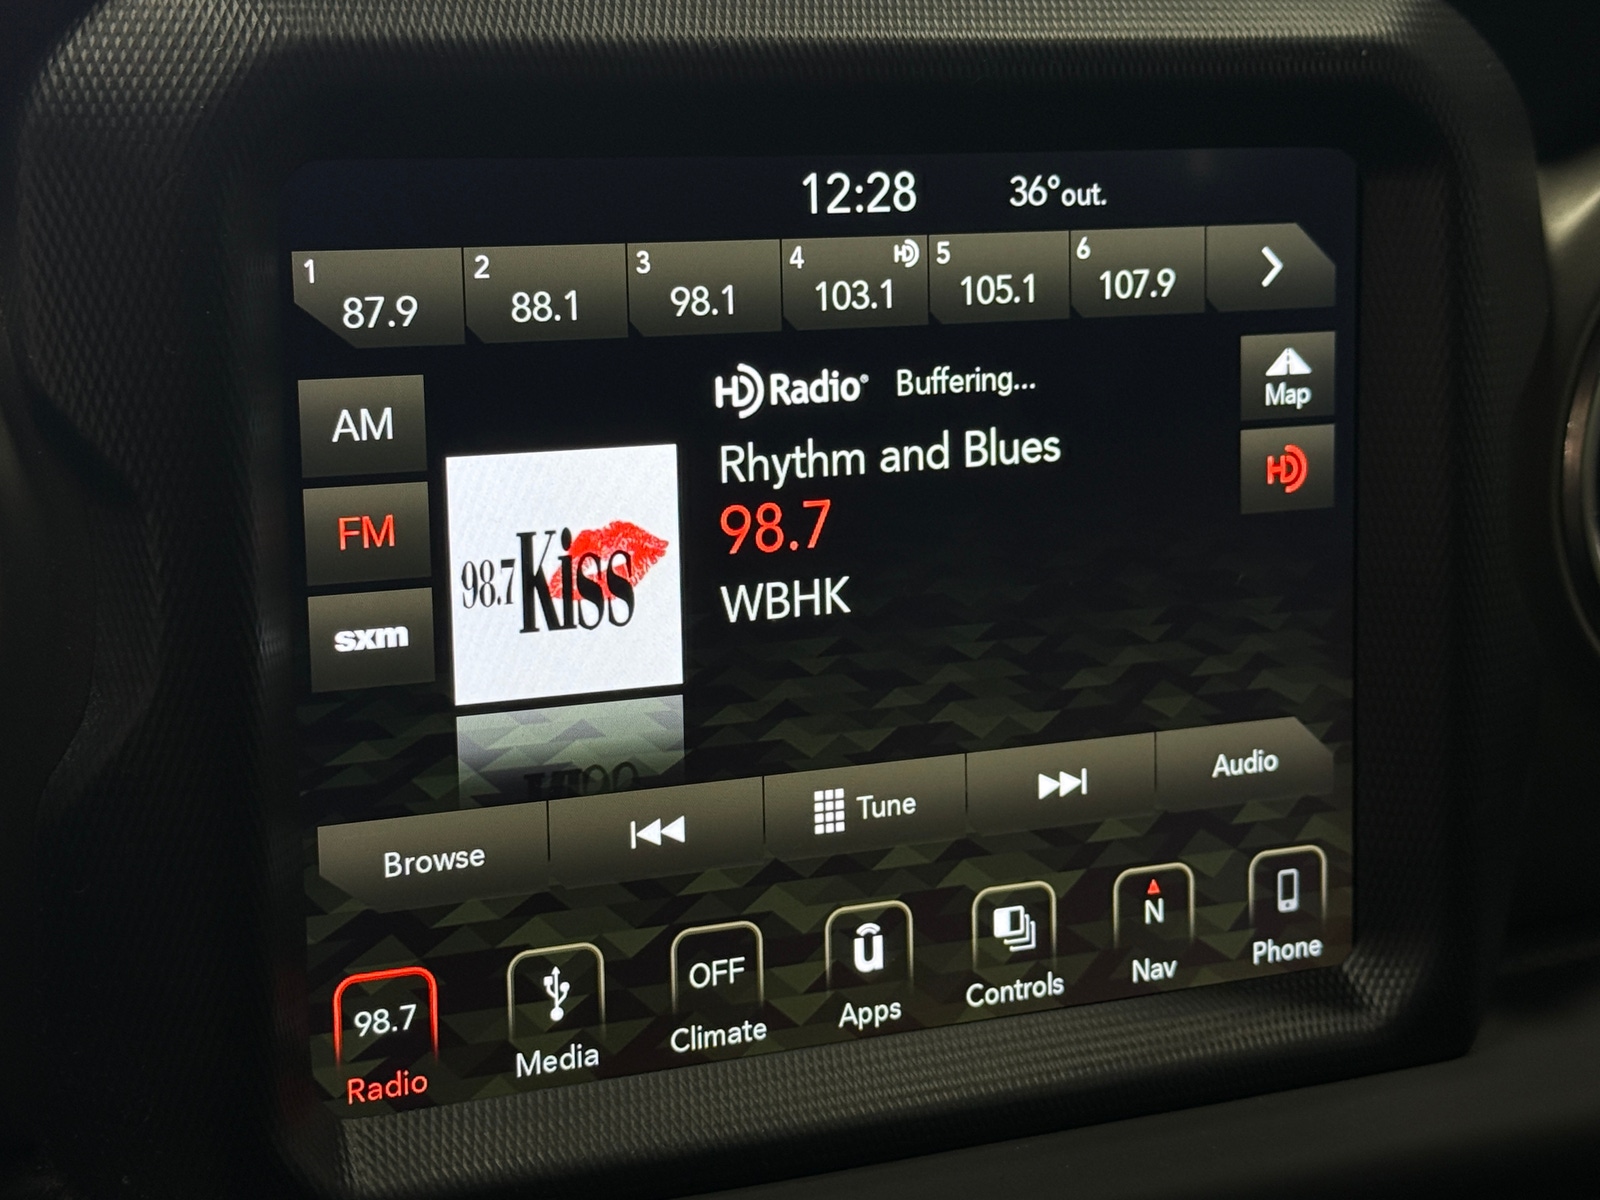 12:28 36°out.
1 2 3 4 HD 5 6
87.9 88.1 98.1 103.1 105.1 107.9
HD Radio® Buffering...
Map
AM
Rhythm and Blues
HD
FM
98.7
98.7 Kiss
WBHK
sxm
Browse Tune Audio
98.7 OFF N
Radio Media Climate Apps Controls Nav Phone